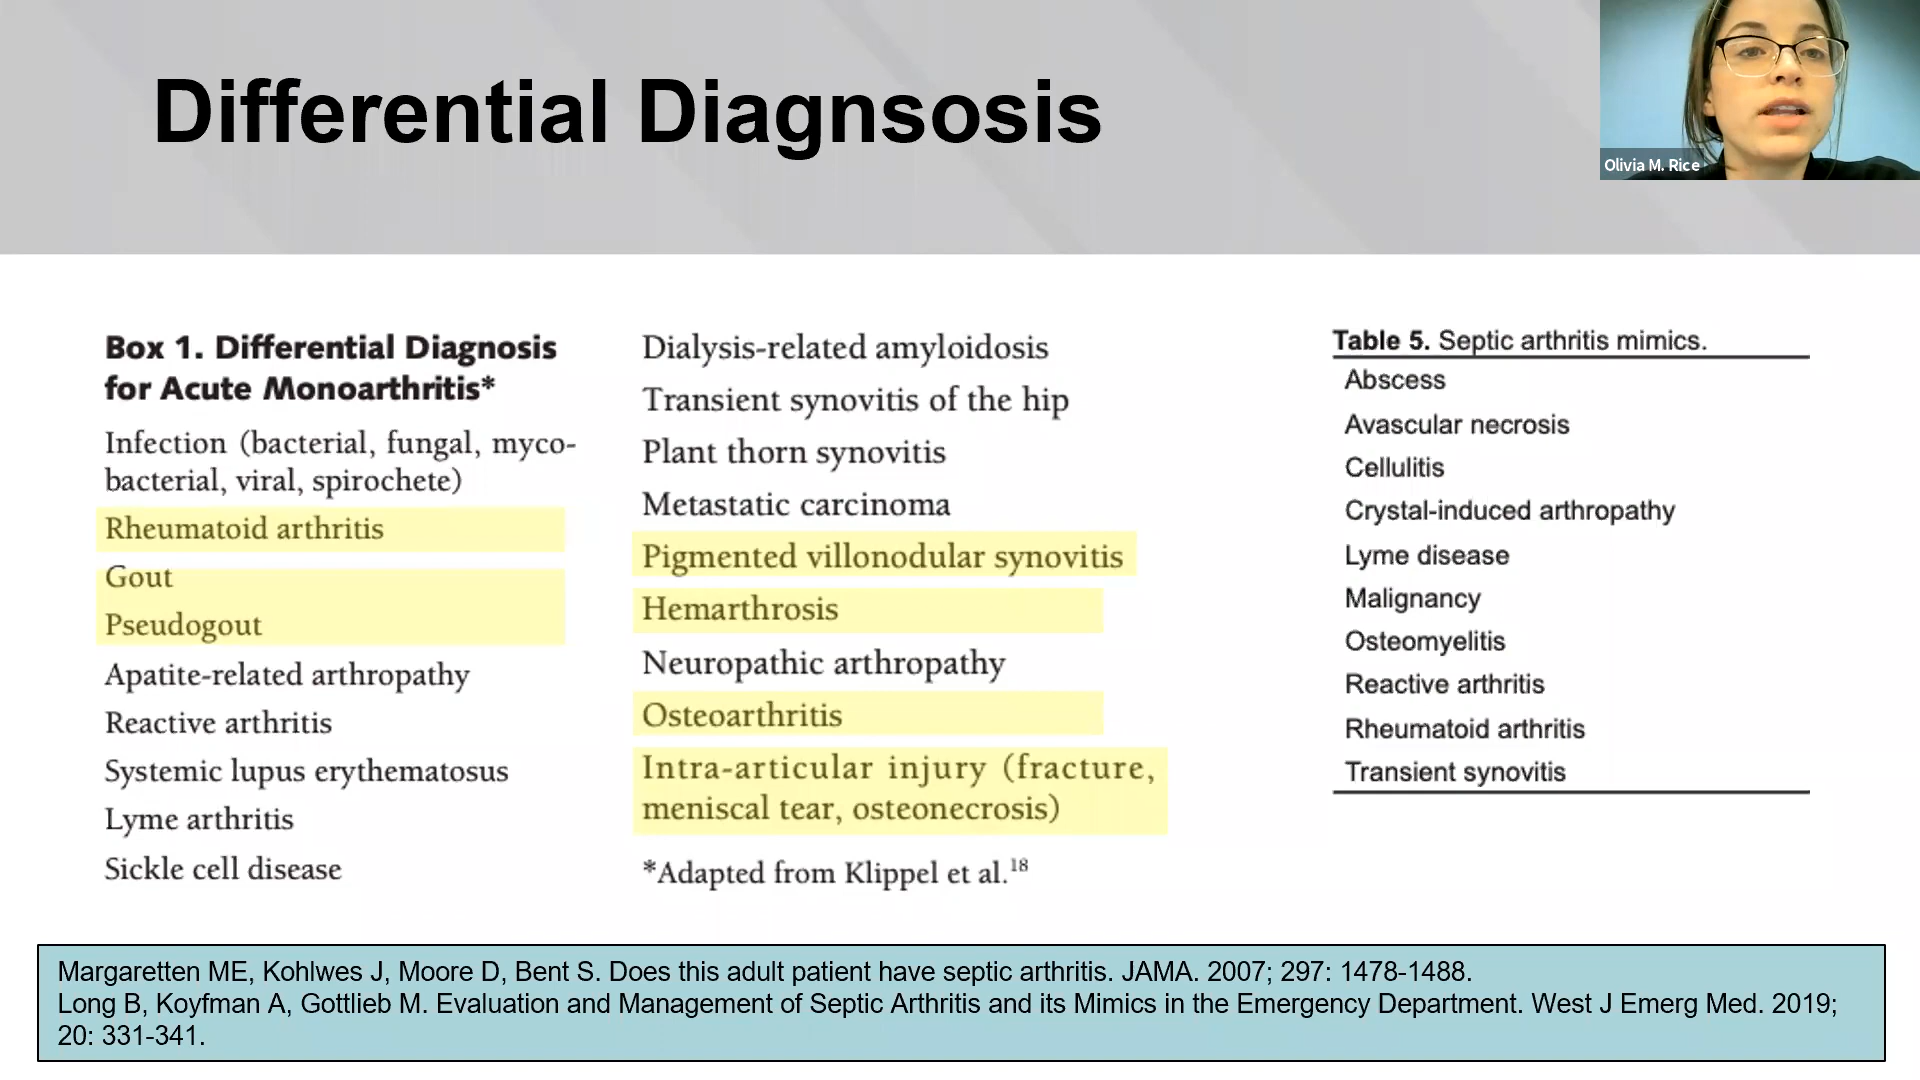 Differential Diagnsosis
Olivia M. Rice
Box 1. Differential Diagnosis
for Acute Monoarthritis*
Infection (bacterial, fungal, myco-
bacterial, viral, spirochete)
Rheumatoid arthritis
Gout
Pseudogout
Apatite-related arthropathy
Reactive arthritis
Systemic lupus erythematosus
Lyme arthritis
Sickle cell disease
Dialysis-related amyloidosis
Transient synovitis of the hip
Plant thorn synovitis
Metastatic carcinoma
Pigmented villonodular synovitis
Hemarthrosis
Neuropathic arthropathy
Osteoarthritis
Intra-articular injury (fracture,
meniscal tear, osteonecrosis)
*Adapted from Klippel et al.18
Table 5. Septic arthritis mimics.
Abscess
Avascular necrosis
Cellulitis
Crystal-induced arthropathy
Lyme disease
Malignancy
Osteomyelitis
Reactive arthritis
Rheumatoid arthritis
Transient synovitis
Margaretten ME, Kohlwes J, Moore D, Bent S. Does this adult patient have septic arthritis. JAMA. 2007; 297: 1478-1488.
Long B, Koyfman A, Gottlieb M. Evaluation and Management of Septic Arthritis and its Mimics in the Emergency Department. West J Emerg Med. 2019;
20: 331-341.